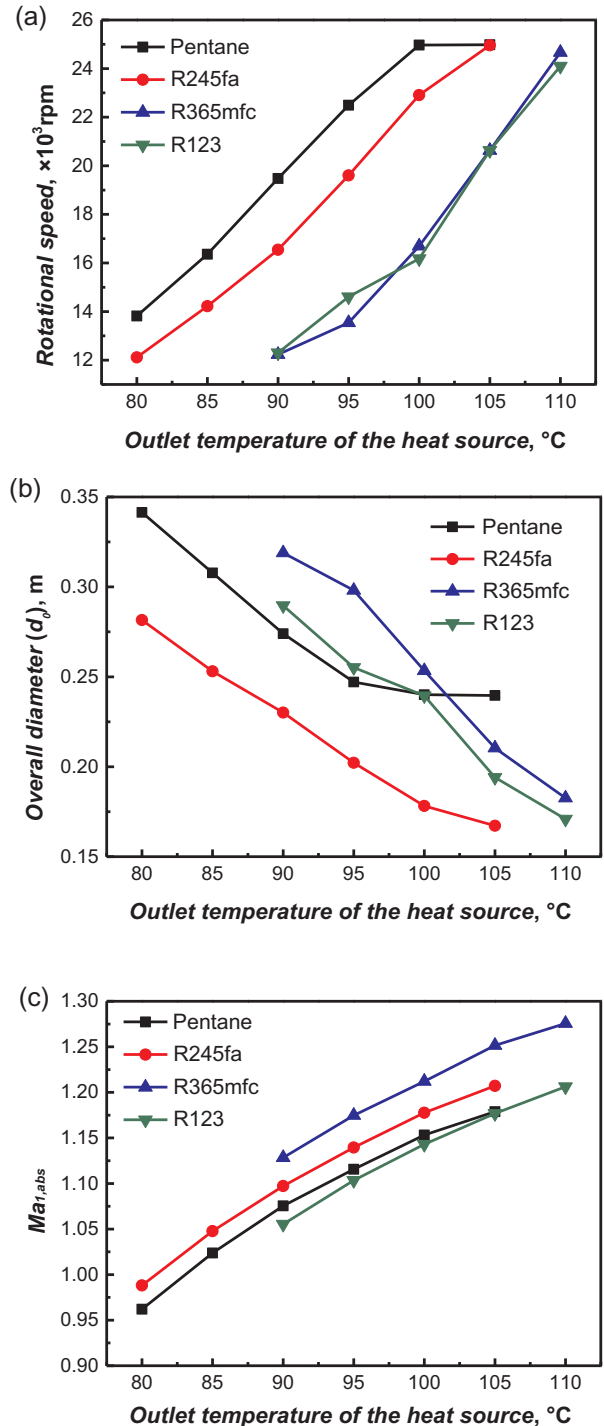 (a)
26
24
22
20
18
16
14
12
Rotational speed, ×10³rpm
Pentane
R245fa
R365mfc
R123
80 85 90 95 100 105 110
Outlet temperature of the heat source, °C
(b)
0.35
0.30
0.25
0.20
0.15
Overall diameter (d₀), m
Pentane
R245fa
R365mfc
R123
80 85 90 95 100 105 110
Outlet temperature of the heat source, °C
(c)
1.30
1.25
1.20
1.15
1.10
1.05
1.00
0.95
0.90
Ma1,abs
Pentane
R245fa
R365mfc
R123
80 85 90 95 100 105 110
Outlet temperature of the heat source, °C